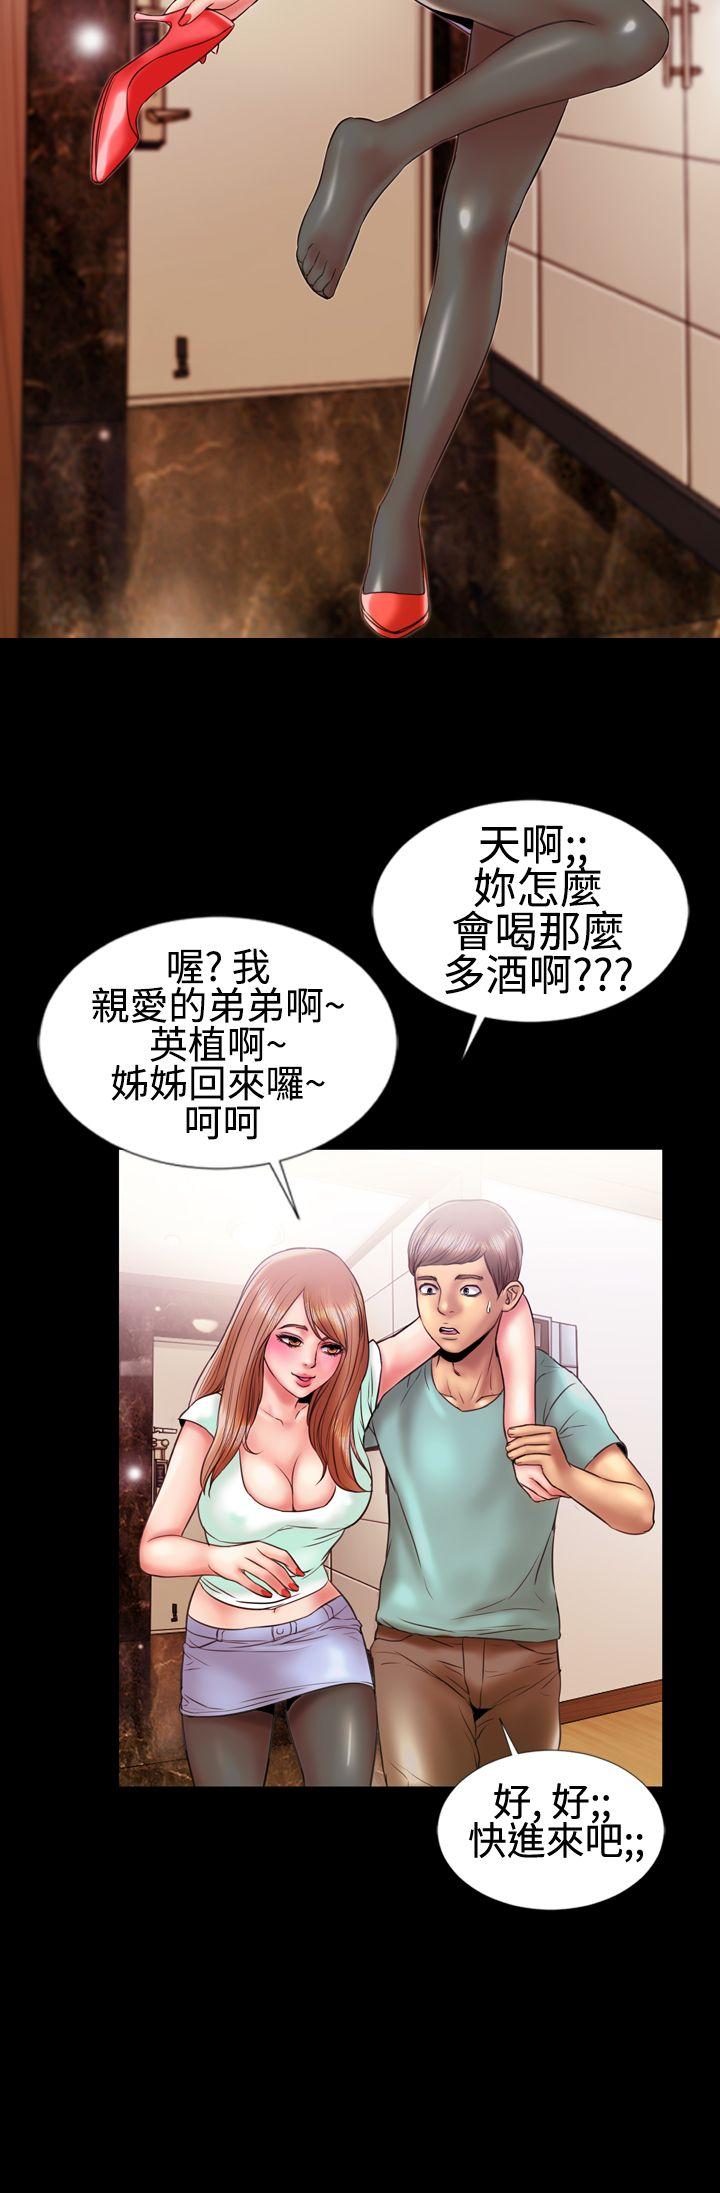 天啊;;
妳怎麼
會喝那麼
多酒啊???
喔? 我
親愛的弟弟啊~
英植啊~
姊姊回來囉~
呵呵
好, 好;;
快進來吧;;